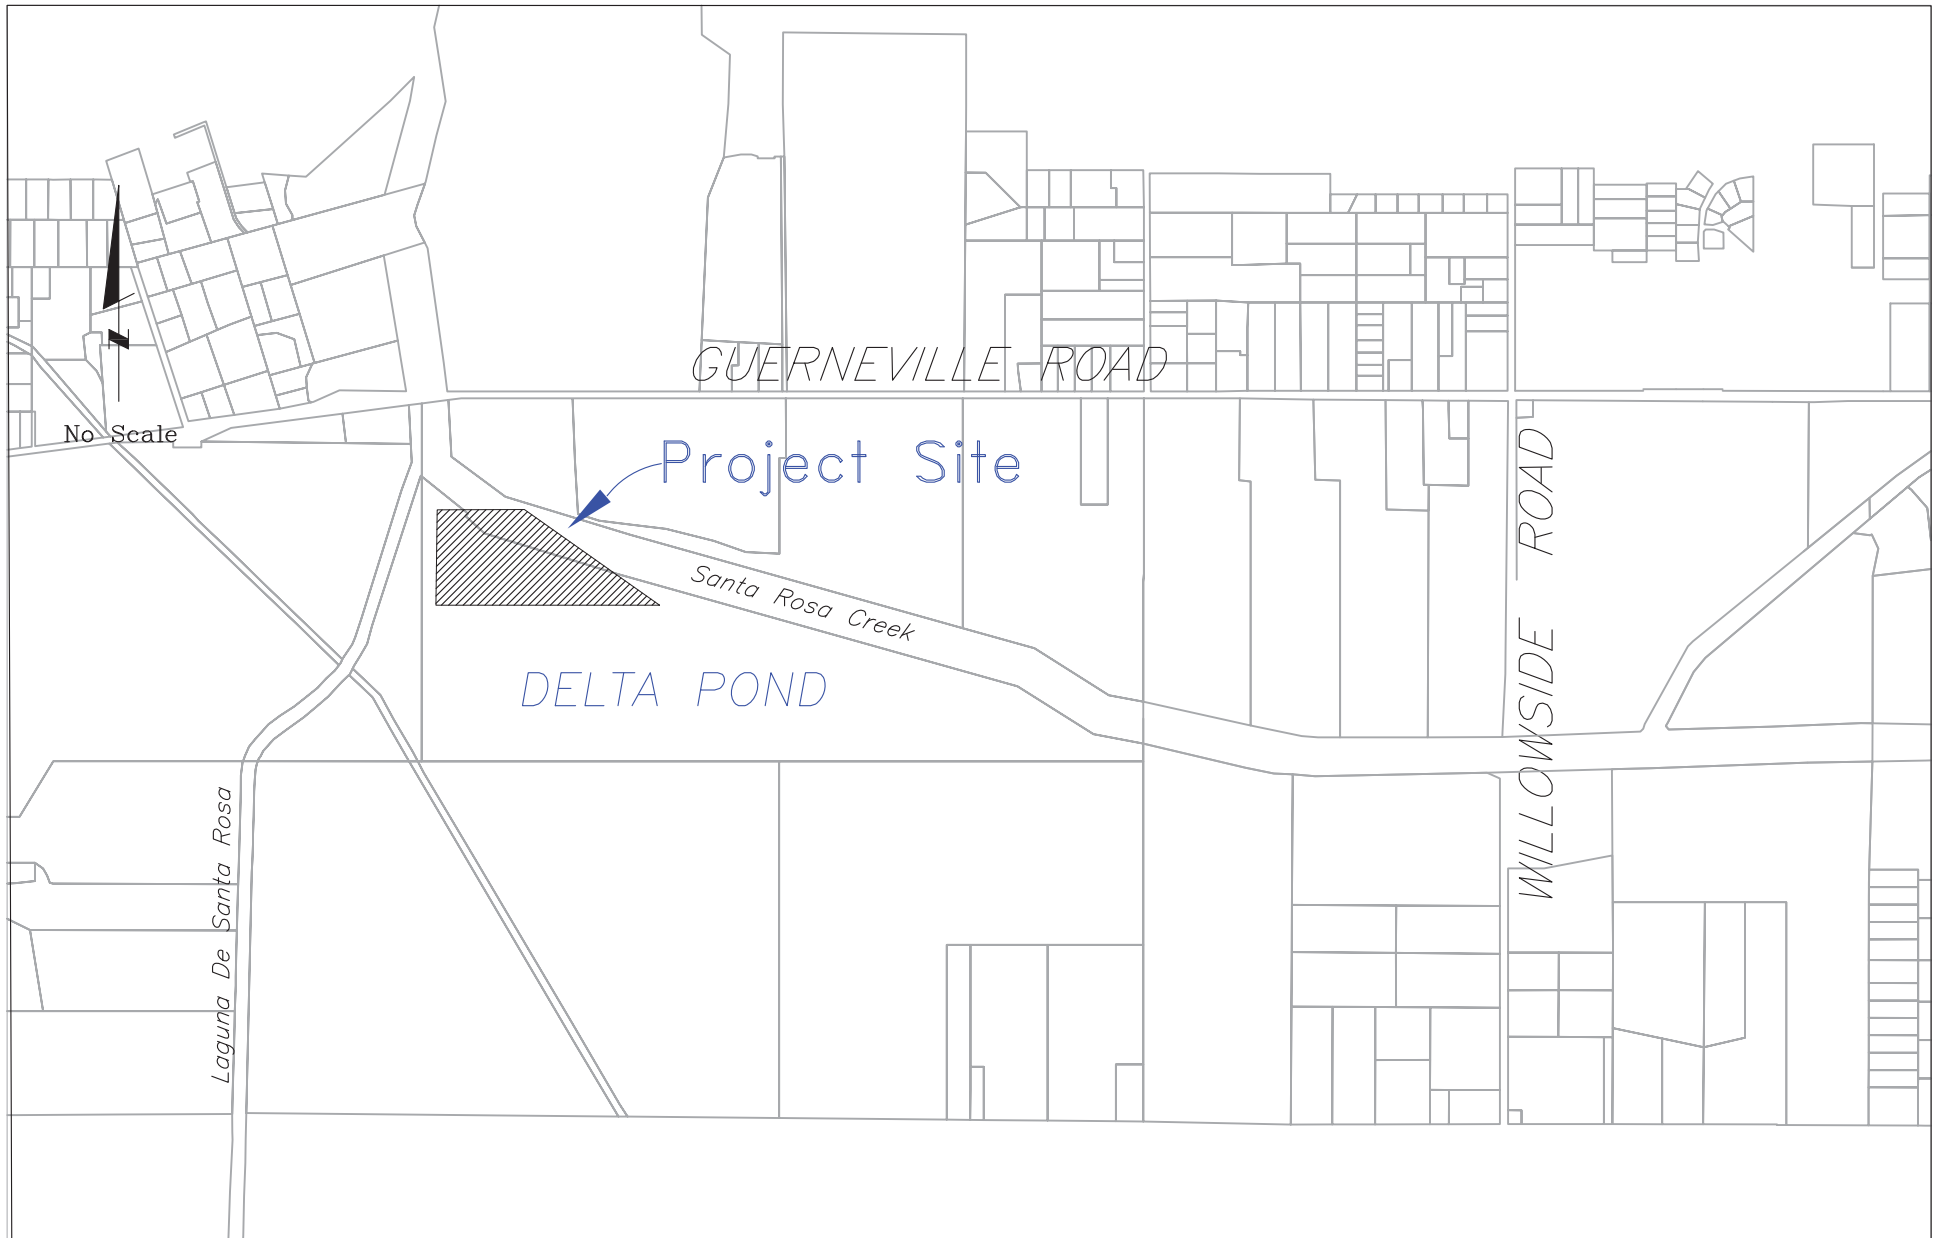 GUERNEVILLE ROAD
N
No Scale
Project Site
WILLOWSIDE ROAD
Santa Rosa Creek
DELTA POND
Laguna De Santa Rosa